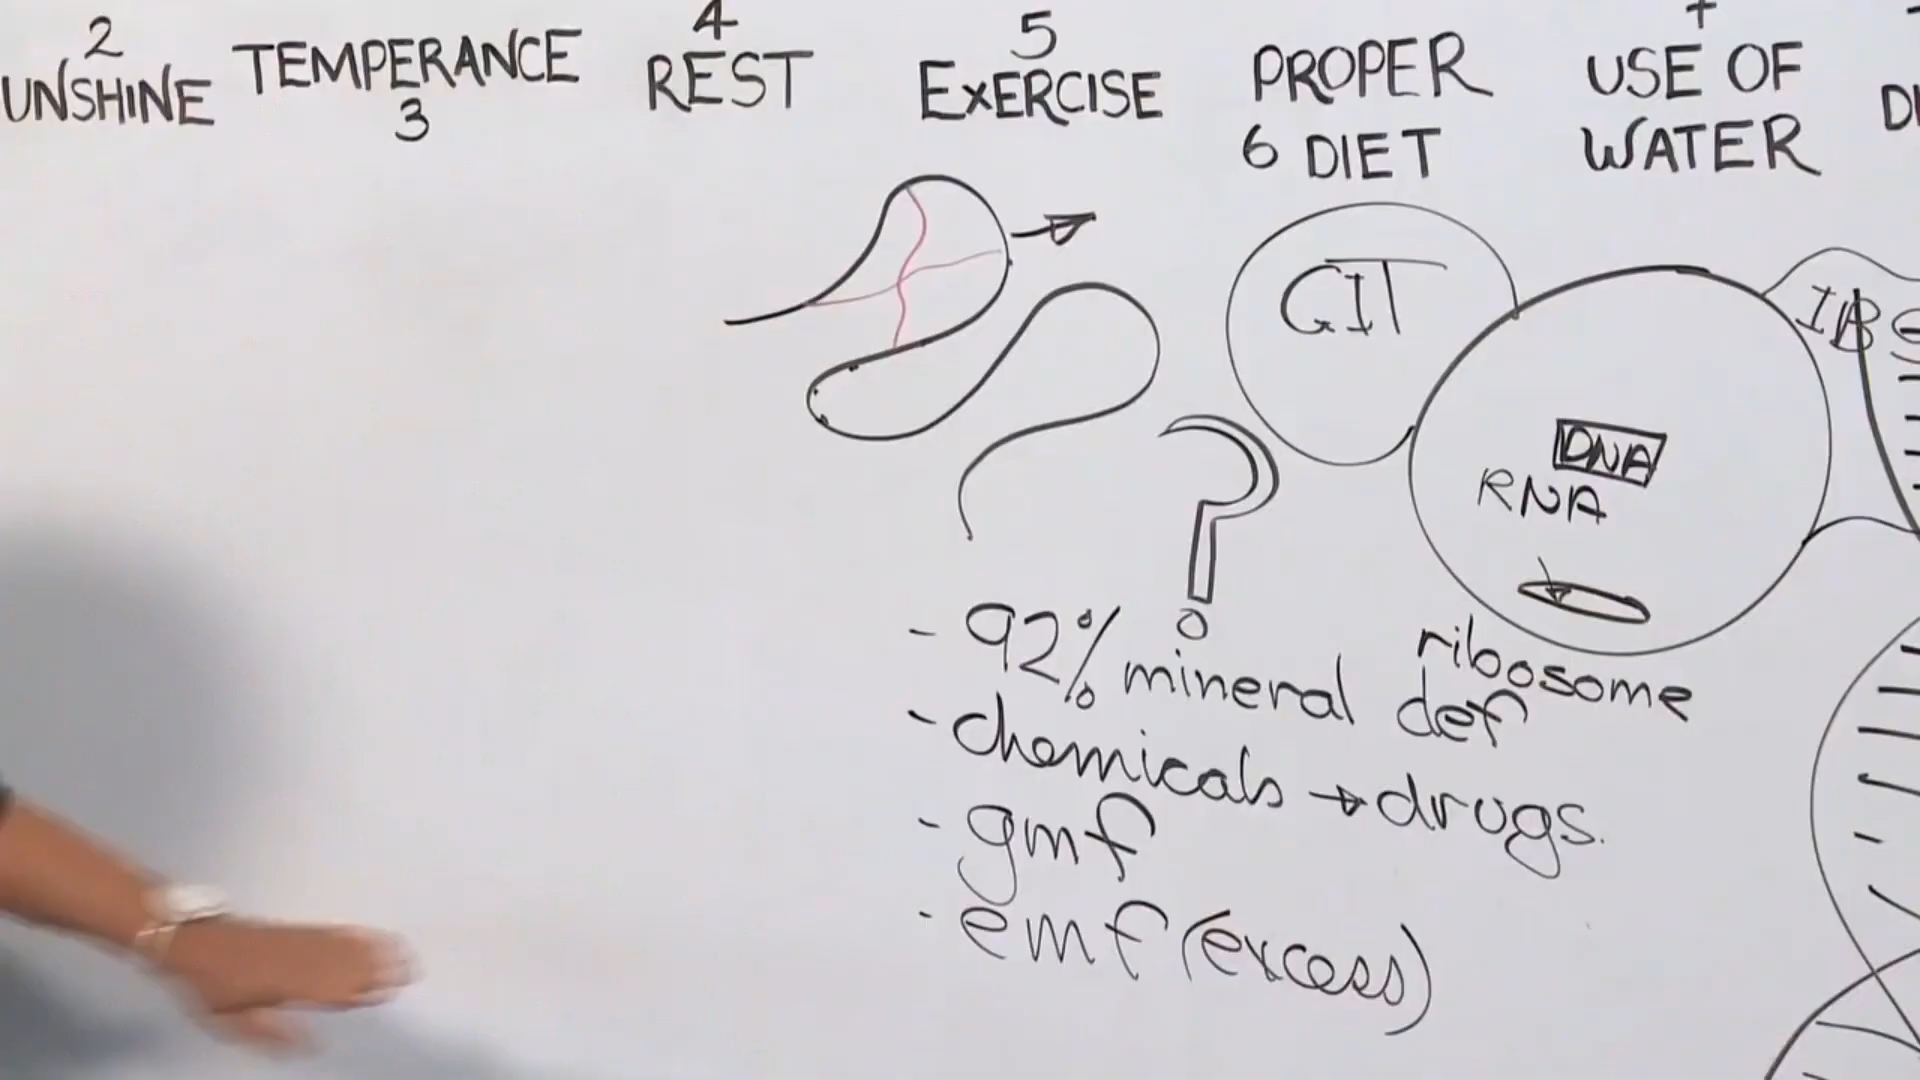 2
UNSHINE
TEMPERANCE
3
4
REST
5
EXERCISE
PROPER
6 DIET
USE OF
WATER
GIT
DNA
RNA
ribosome
- 92% mineral def
- chemicals → drugs.
- gmf
- emf (excess)